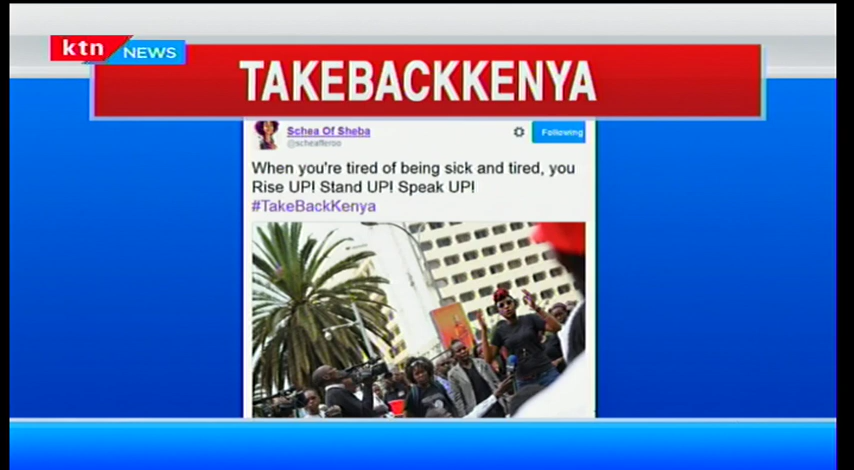 ktn NEWS
TAKEBACKKENYA
Schea Of Sheba
Following
@scheafferoo
When you're tired of being sick and tired, you
Rise UP! Stand UP! Speak UP!
#TakeBackKenya